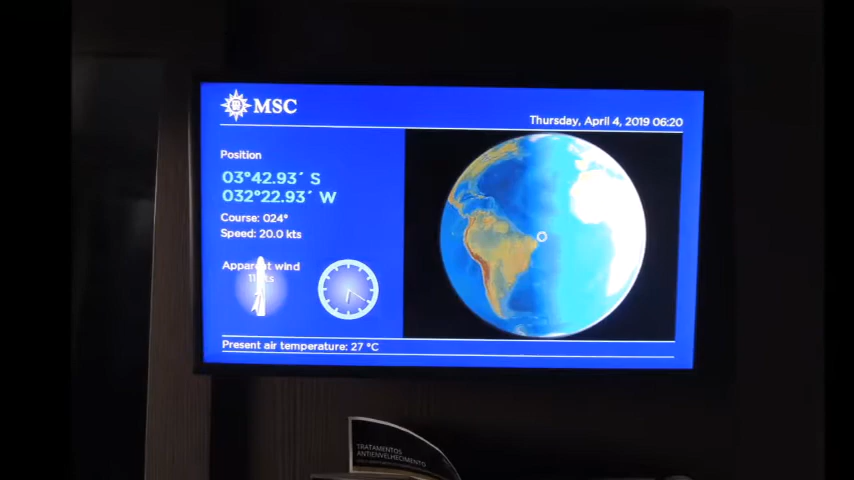 MSC
Thursday, April 4, 2019 06:20
Position
03°42.93´ S
032°22.93´ W
Course: 024°
Speed: 20.0 kts
Apparent wind
Present air temperature: 27 °C
TRATAMENTOS
ANTIENVELHECIMENTO